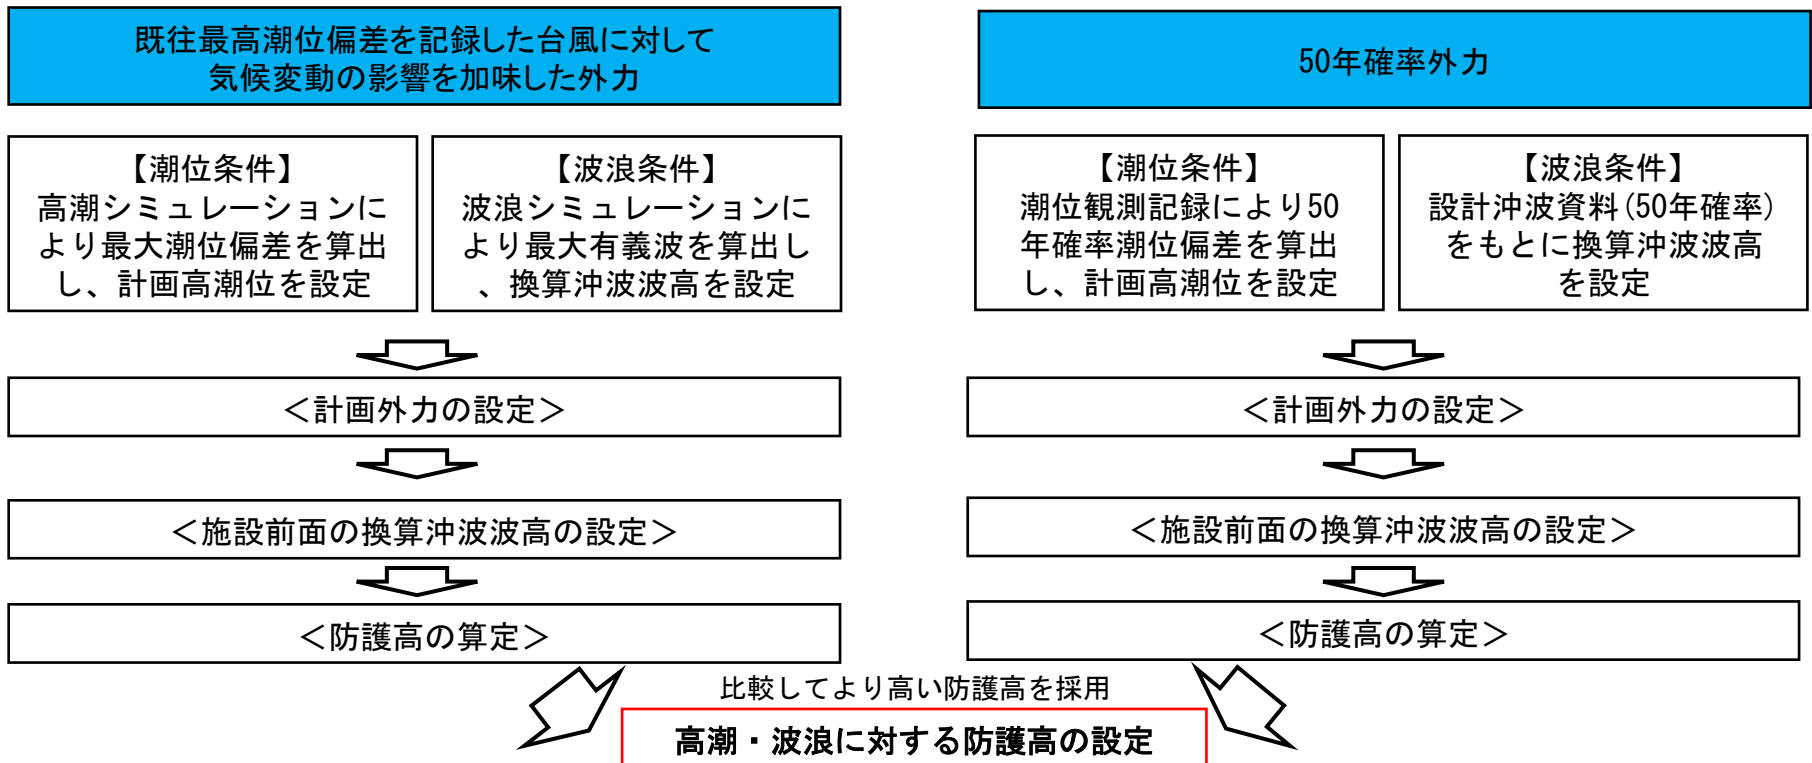 既往最高潮位偏差を記録した台風に対して
気候変動の影響を加味した外力
【潮位条件】
高潮シミュレーションに
より最大潮位偏差を算出
し、計画高潮位を設定
【波浪条件】
波浪シミュレーションに
より最大有義波を算出し
、換算沖波波高を設定
＜計画外力の設定＞
＜施設前面の換算沖波波高の設定＞
＜防護高の算定＞
50年確率外力
【潮位条件】
潮位観測記録により50
年確率潮位偏差を算出
し、計画高潮位を設定
【波浪条件】
設計沖波資料(50年確率)
をもとに換算沖波波高
を設定
＜計画外力の設定＞
＜施設前面の換算沖波波高の設定＞
＜防護高の算定＞
比較してより高い防護高を採用
高潮・波浪に対する防護高の設定